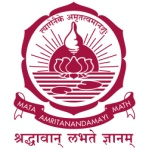 त्यागेनैके अमृतत्वमानशुः
MATA AMRITANANDAMAYI MATH
श्रद्धावान् लभते ज्ञानम्